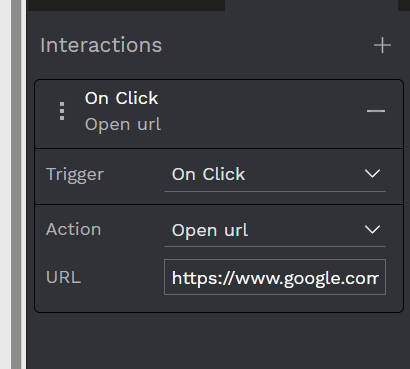 Interactions
On Click
Open url
Trigger On Click
Action Open url
URL https://www.google.com